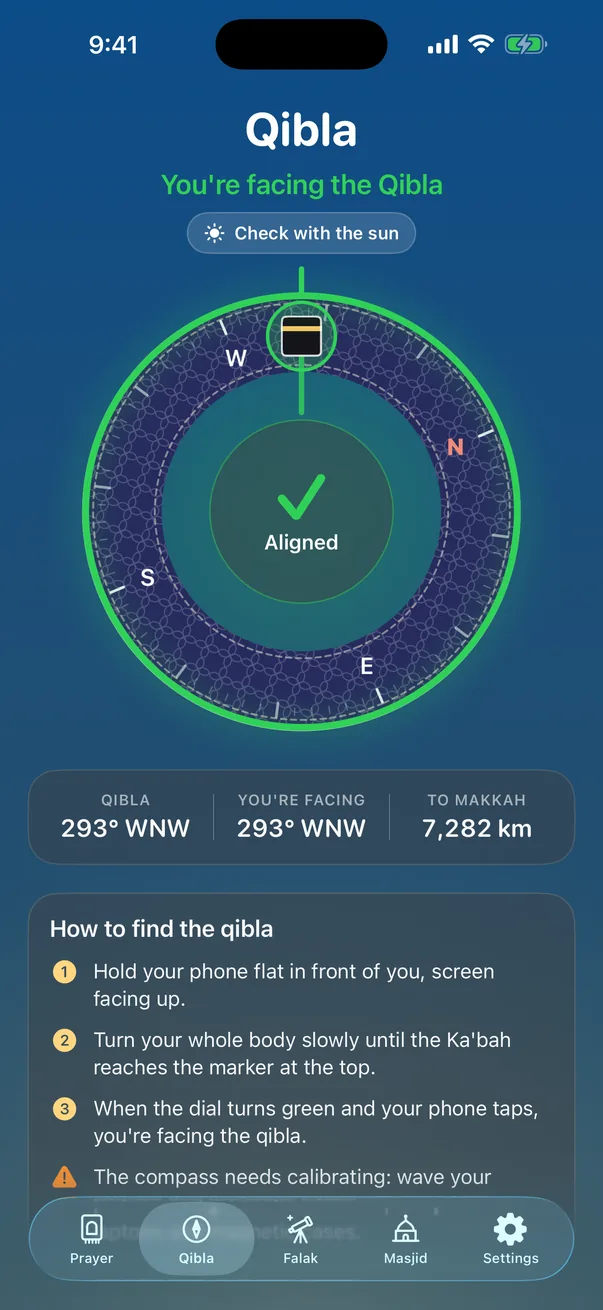 9:41
Qibla
You're facing the Qibla
Check with the sun
W
N
S
E
Aligned
QIBLA
293° WNW
YOU'RE FACING
293° WNW
TO MAKKAH
7,282 km
How to find the qibla
1 Hold your phone flat in front of you, screen
facing up.
2 Turn your whole body slowly until the Ka'bah
reaches the marker at the top.
3 When the dial turns green and your phone taps,
you're facing the qibla.
The compass needs calibrating: wave your
Prayer
Qibla
Falak
Masjid
Settings